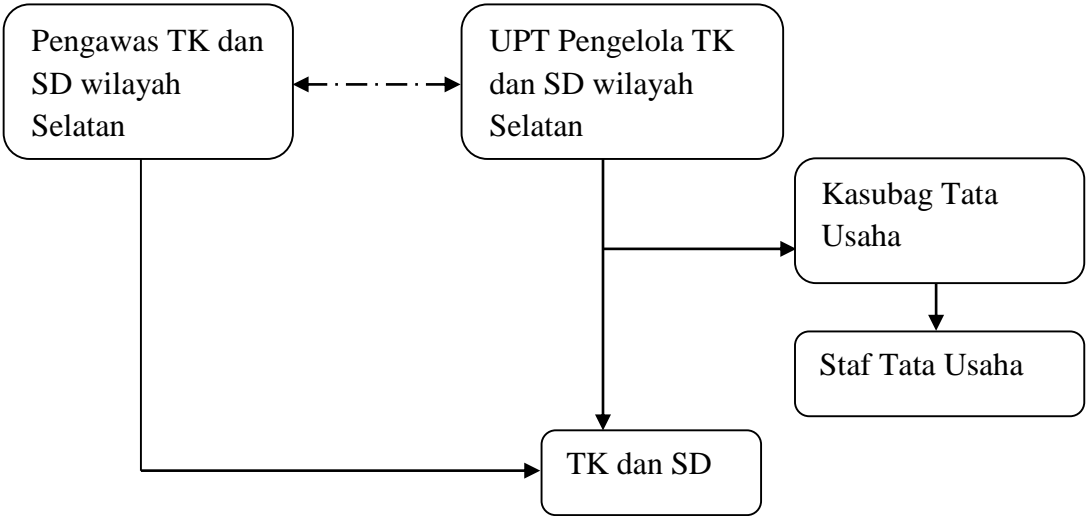 Pengawas TK dan
SD wilayah
Selatan
UPT Pengelola TK
dan SD wilayah
Selatan
Kasubag Tata
Usaha
Staf Tata Usaha
TK dan SD